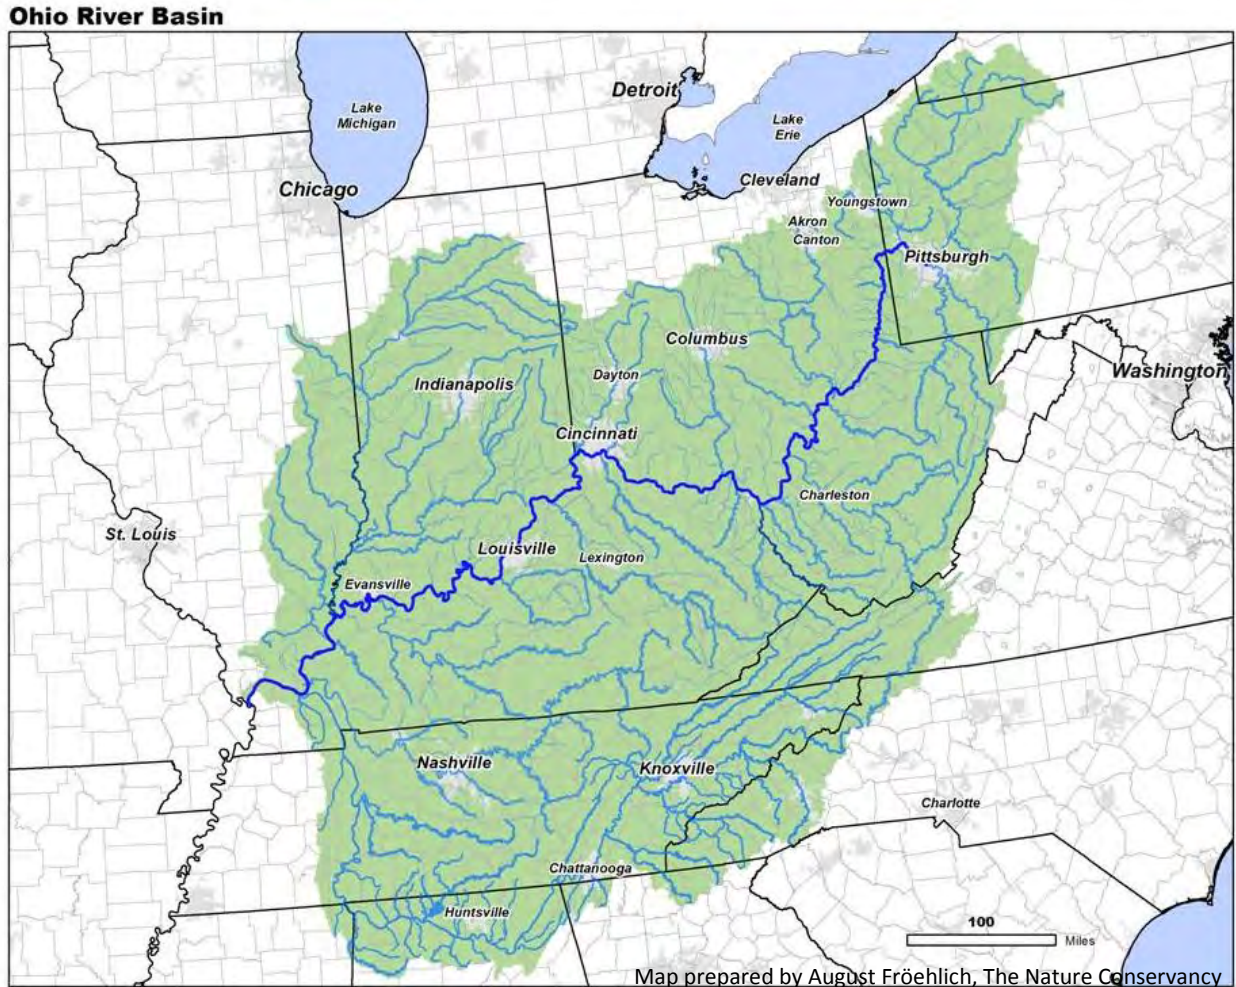 Ohio River Basin
Detroit
Lake
Michigan
Lake
Erie
Chicago
Cleveland
Youngstown
Akron
Canton
Pittsburgh
Columbus
Washington
Indianapolis
Dayton
Cincinnati
Charleston
St. Louis
Louisville
Lexington
Evansville
Nashville
Knoxville
Charlotte
Chattanooga
Huntsville
100
Miles
Map prepared by August Fröehlich, The Nature Conservancy